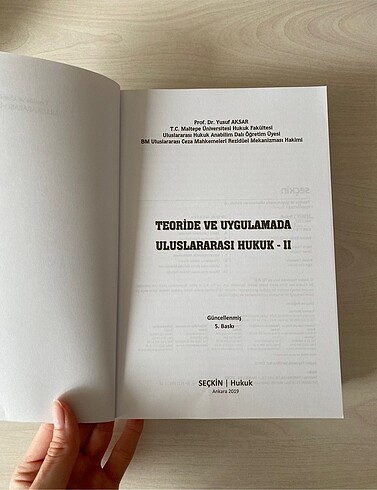 Prof. Dr. Yusuf AKSAR
T.C. Maltepe Üniversitesi Hukuk Fakültesi
Uluslararası Hukuk Anabilim Dalı Öğretim Üyesi
BM Uluslararası Ceza Mahkemeleri Rezidüel Mekanizması Hakimi
TEORİDE VE UYGULAMADA
ULUSLARARASI HUKUK - II
Güncellenmiş
5. Baskı
SEÇKİN | Hukuk
Ankara 2019